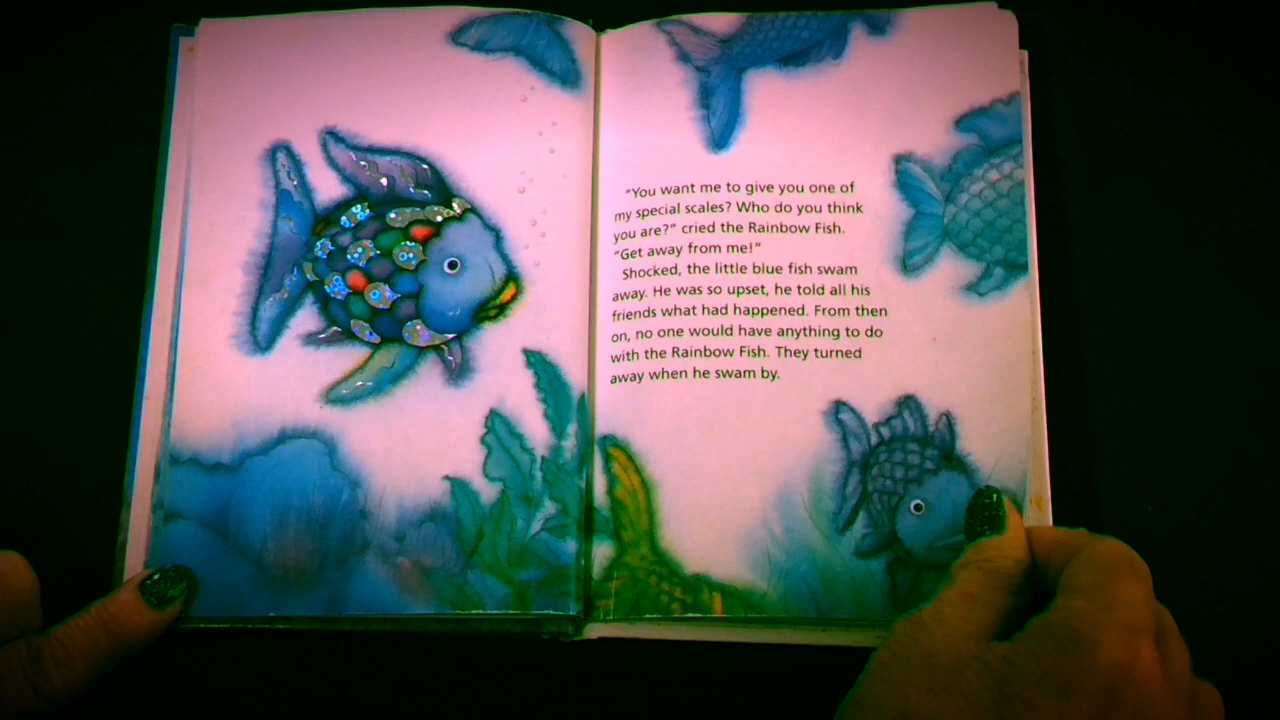 "You want me to give you one of
my special scales? Who do you think
you are?" cried the Rainbow Fish.
"Get away from me!"
Shocked, the little blue fish swam
away. He was so upset, he told all his
friends what had happened. From then
on, no one would have anything to do
with the Rainbow Fish. They turned
away when he swam by.